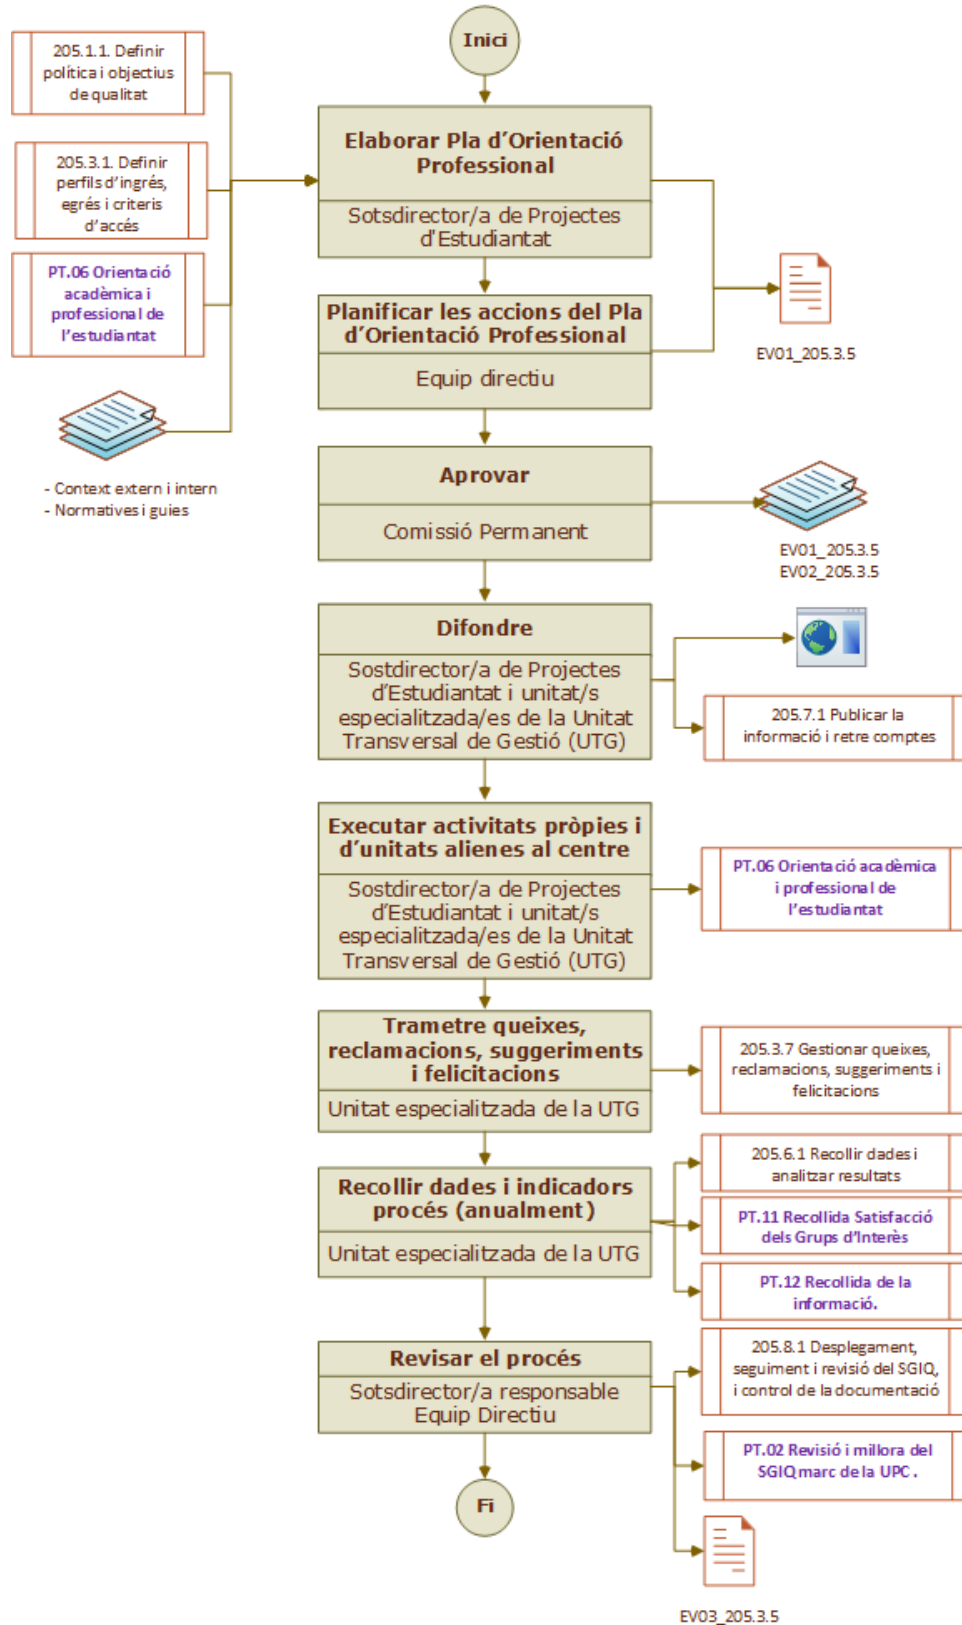 Inici
205.1.1. Definir
política i objectius
de qualitat
205.3.1. Definir
perfils d'ingrés,
egrés i criteris
d'accés
PT.06 Orientació
acadèmica i
professional de
l'estudiantat
- Context extern i intern
- Normatives i guies
Elaborar Pla d'Orientació
Professional
Sotsdirector/a de Projectes
d'Estudiantat
Planificar les accions del Pla
d'Orientació Professional
Equip directiu
EV01_205.3.5
Aprovar
Comissió Permanent
EV01_205.3.5
EV02_205.3.5
Difondre
Sostdirector/a de Projectes
d'Estudiantat i unitat/s
especialitzada/es de la Unitat
Transversal de Gestió (UTG)
205.7.1 Publicar la
informació i retre comptes
Executar activitats pròpies i
d'unitats alienes al centre
Sostdirector/a de Projectes
d'Estudiantat i unitat/s
especialitzada/es de la Unitat
Transversal de Gestió (UTG)
PT.06 Orientació acadèmica
i professional de
l'estudiantat
Trametre queixes,
reclamacions, suggeriments
i felicitacions
Unitat especialitzada de la UTG
205.3.7 Gestionar queixes,
reclamacions, suggeriments i
felicitacions
Recollir dades i indicadors
procés (anualment)
Unitat especialitzada de la UTG
205.6.1 Recollir dades i
analitzar resultats
PT.11 Recollida Satisfacció
dels Grups d'Interès
PT.12 Recollida de la
informació.
Revisar el procés
Sotsdirector/a responsable
Equip Directiu
205.8.1 Desplegament,
seguiment i revisió del SGIQ,
i control de la documentació
PT.02 Revisió i millora del
SGIQ marc de la UPC .
EV03_205.3.5
Fi